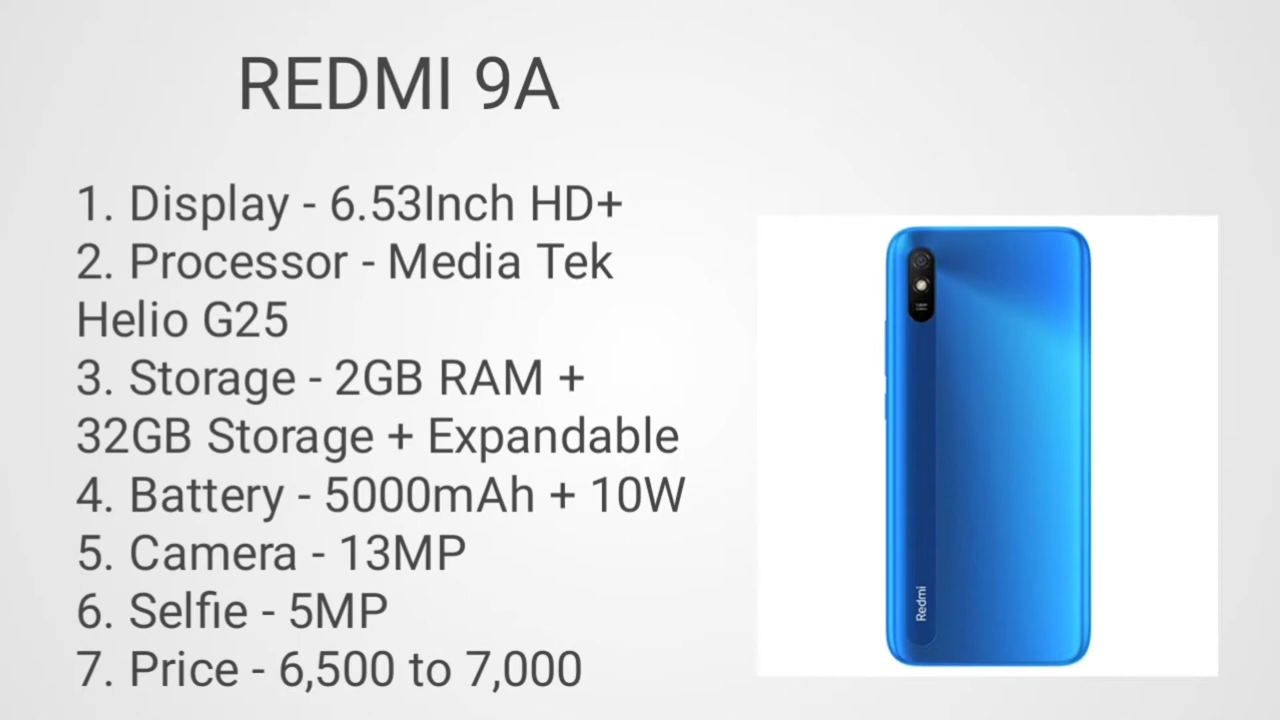 REDMI 9A
1. Display - 6.53Inch HD+
2. Processor - Media Tek
Helio G25
3. Storage - 2GB RAM +
32GB Storage + Expandable
4. Battery - 5000mAh + 10W
5. Camera - 13MP
6. Selfie - 5MP
7. Price - 6,500 to 7,000
Redmi